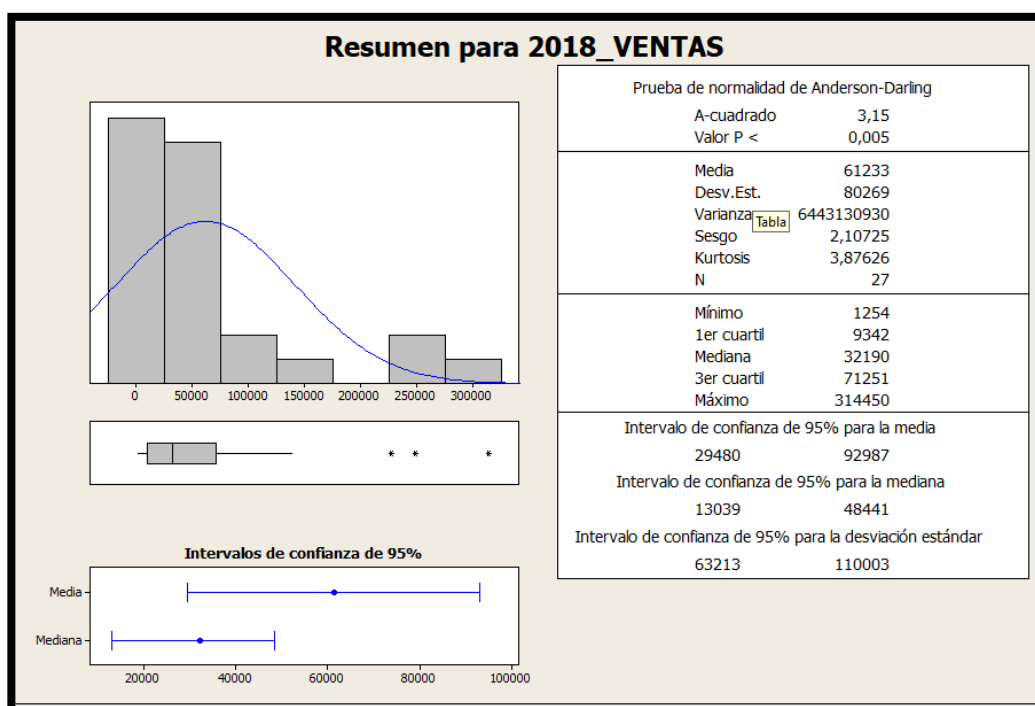 Resumen para 2018_VENTAS
0 50000 100000 150000 200000 250000 300000
Intervalos de confianza de 95%
Media
Mediana
20000 40000 60000 80000 100000
Prueba de normalidad de Anderson-Darling
A-cuadrado 3,15
Valor P < 0,005
Media 61233
Desv.Est. 80269
Varianza 6443130930
Tabla
Sesgo 2,10725
Kurtosis 3,87626
N 27
Mínimo 1254
1er cuartil 9342
Mediana 32190
3er cuartil 71251
Máximo 314450
Intervalo de confianza de 95% para la media
29480 92987
Intervalo de confianza de 95% para la mediana
13039 48441
Intervalo de confianza de 95% para la desviación estándar
63213 110003